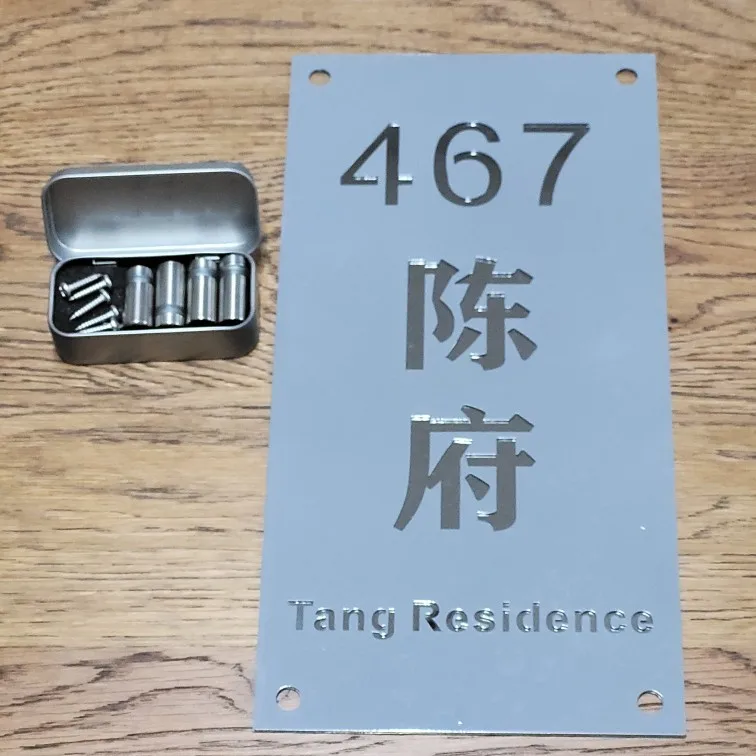 467
陈
府
Tang Residence